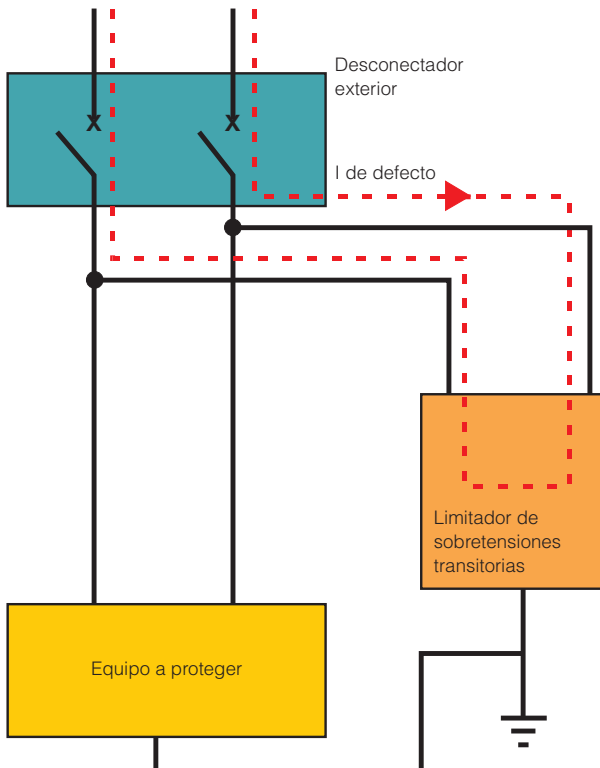 Desconectador
exterior
I de defecto
Limitador de
sobretensiones
transitorias
Equipo a proteger